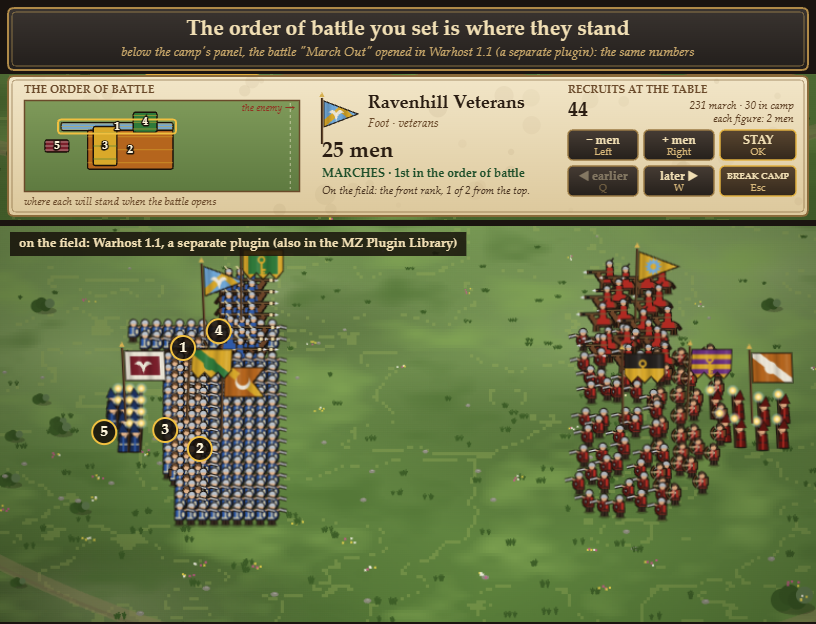 The order of battle you set is where they stand
below the camp's panel, the battle "March Out" opened in Warhost 1.1 (a separate plugin): the same numbers
THE ORDER OF BATTLE
the enemy →
1
4
5
3
2
where each will stand when the battle opens
Ravenhill Veterans
Foot · veterans
25 men
MARCHES · 1st in the order of battle
On the field: the front rank, 1 of 2 from the top.
RECRUITS AT THE TABLE
44
231 march · 30 in camp
each figure: 2 men
− men
Left
+ men
Right
STAY
OK
◀ earlier
Q
later ▶
W
BREAK CAMP
Esc
on the field: Warhost 1.1, a separate plugin (also in the MZ Plugin Library)
4
1
5
3
2